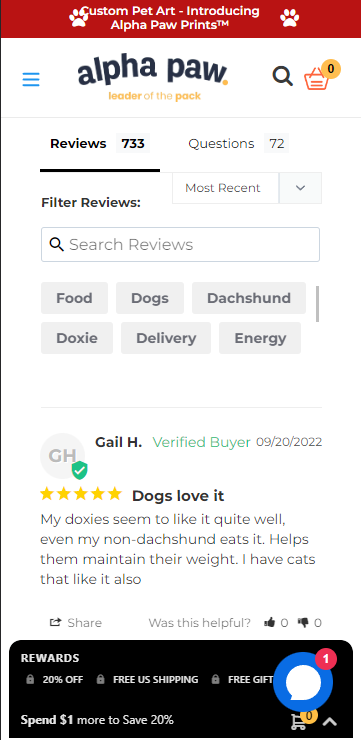 Custom Pet Art - Introducing
Alpha Paw Prints™
alpha paw.
leader of the pack
0
Reviews 733
Questions 72
Most Recent
Filter Reviews:
Search Reviews
Food Dogs Dachshund
Doxie Delivery Energy
GH
Gail H. Verified Buyer 09/20/2022
Dogs love it
My doxies seem to like it quite well,
even my non-dachshund eats it. Helps
them maintain their weight. I have cats
that like it also
Share Was this helpful? 0 0
REWARDS
20% OFF FREE US SHIPPING FREE GIFT
1
Spend $1 more to Save 20%
0